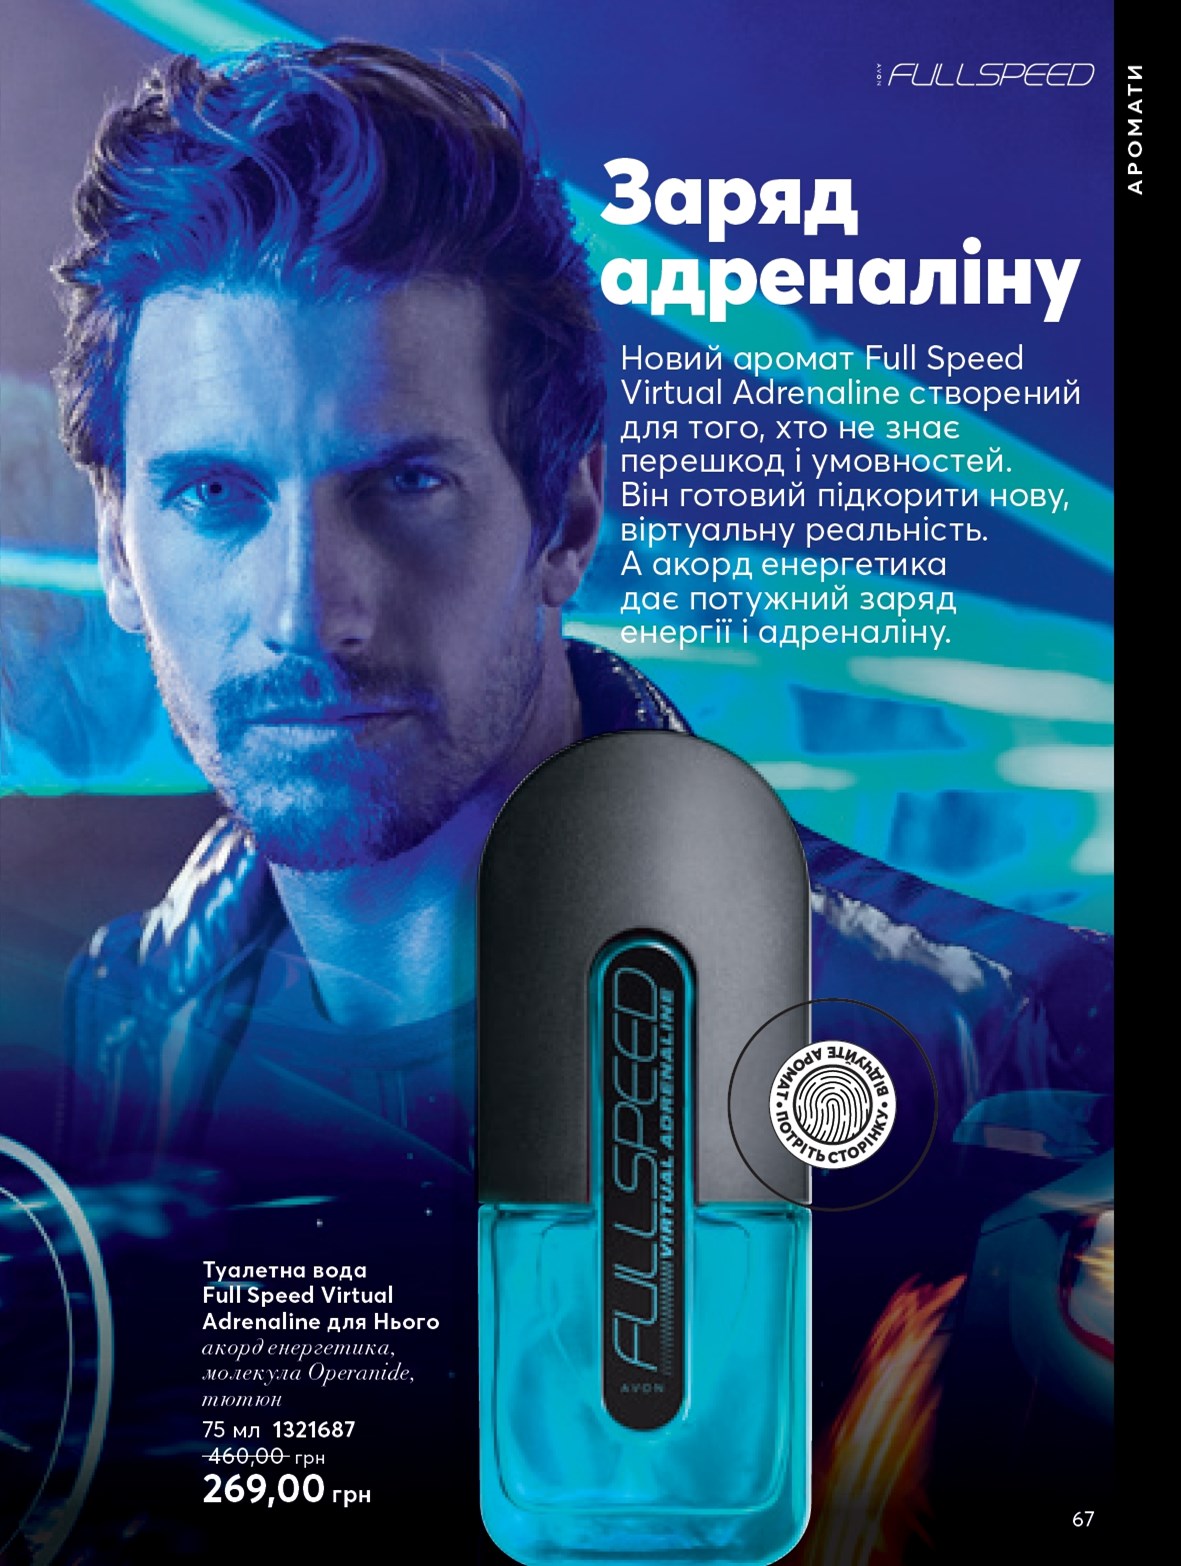 AVON FULLSPEED
АРОМАТИ
Заряд
адреналіну
Новий аромат Full Speed
Virtual Adrenaline створений
для того, хто не знає
перешкод і умовностей.
Він готовий підкорити нову,
віртуальну реальність.
А акорд енергетика
дає потужний заряд
енергії і адреналіну.
FULL SPEED
VIRTUAL ADRENALINE
AVON
ВІДЧУЙТЕ АРОМАТ • ПОТРІТЬ СТОРІНКУ •
Туалетна вода
Full Speed Virtual
Adrenaline для Нього
акорд енергетика,
молекула Operanide,
тютюн
75 мл 1321687
460,00 грн
269,00 грн
67